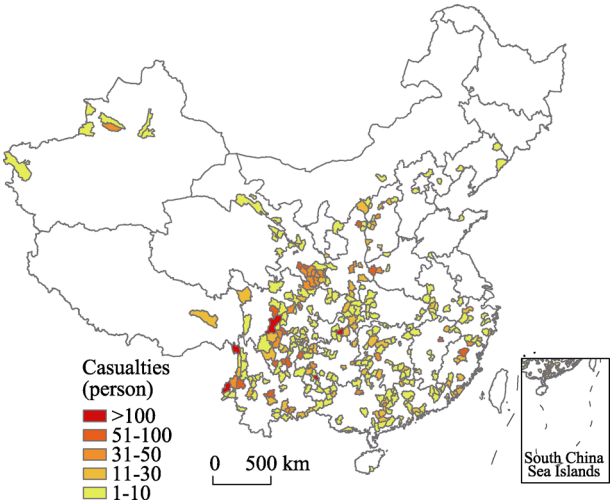 Casualties
(person)
>100
51-100
31-50
11-30
1-10
0 500 km
South China
Sea Islands